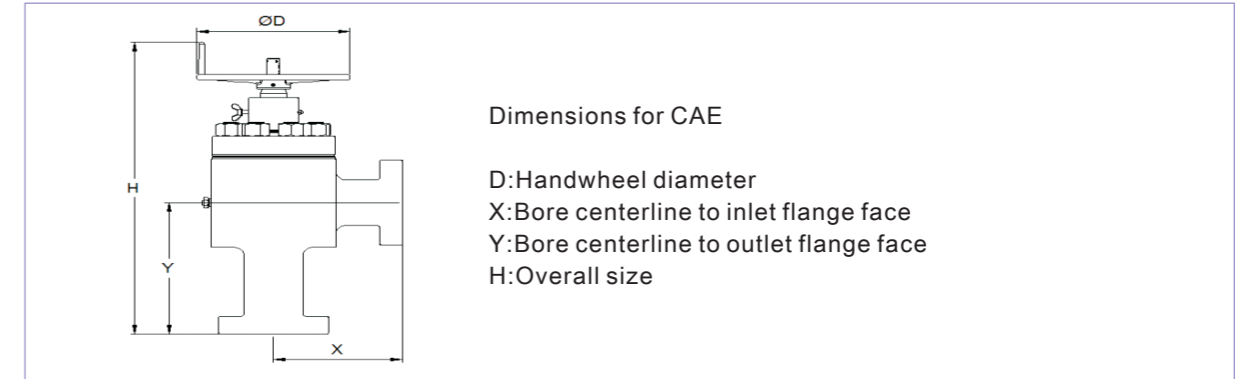 ØD
Dimensions for CAE
D:Handwheel diameter
H
X:Bore centerline to inlet flange face
Y:Bore centerline to outlet flange face
Y
H:Overall size
X